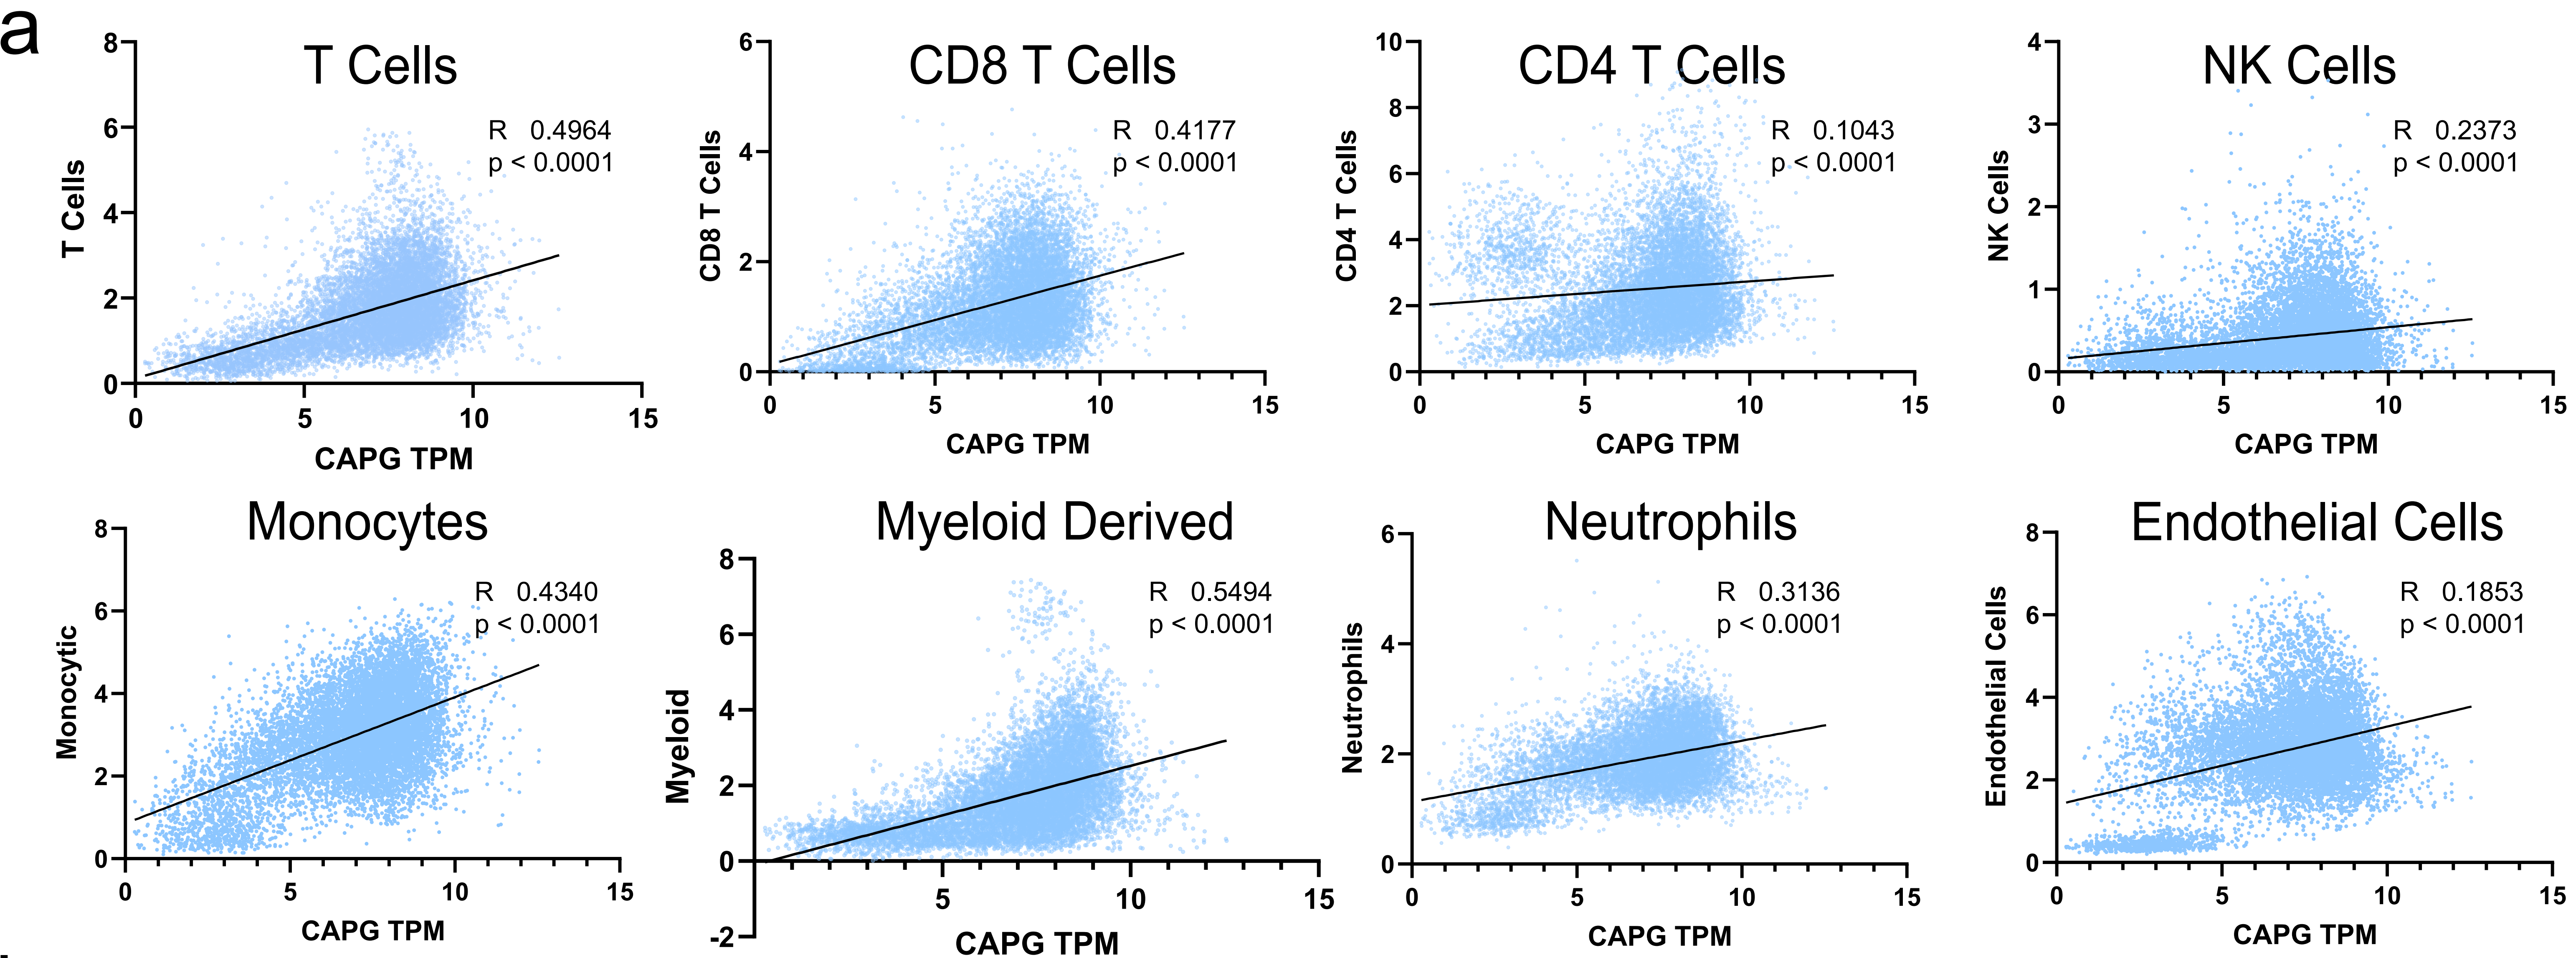 a
T Cells
R 0.4964
p < 0.0001
T Cells
8
6
4
2
0
0 5 10 15
CAPG TPM
CD8 T Cells
R 0.4177
p < 0.0001
CD8 T Cells
6
4
2
0
0 5 10 15
CAPG TPM
CD4 T Cells
R 0.1043
p < 0.0001
CD4 T Cells
10
8
6
4
2
0
0 5 10 15
CAPG TPM
NK Cells
R 0.2373
p < 0.0001
NK Cells
4
3
2
1
0
0 5 10 15
CAPG TPM
Monocytes
R 0.4340
p < 0.0001
Monocytic
8
6
4
2
0
0 5 10 15
CAPG TPM
Myeloid Derived
R 0.5494
p < 0.0001
Myeloid
8
6
4
2
0
-2
5 10 15
CAPG TPM
Neutrophils
R 0.3136
p < 0.0001
Neutrophils
6
4
2
0
0 5 10 15
CAPG TPM
Endothelial Cells
R 0.1853
p < 0.0001
Endothelial Cells
8
6
4
2
0
0 5 10 15
CAPG TPM